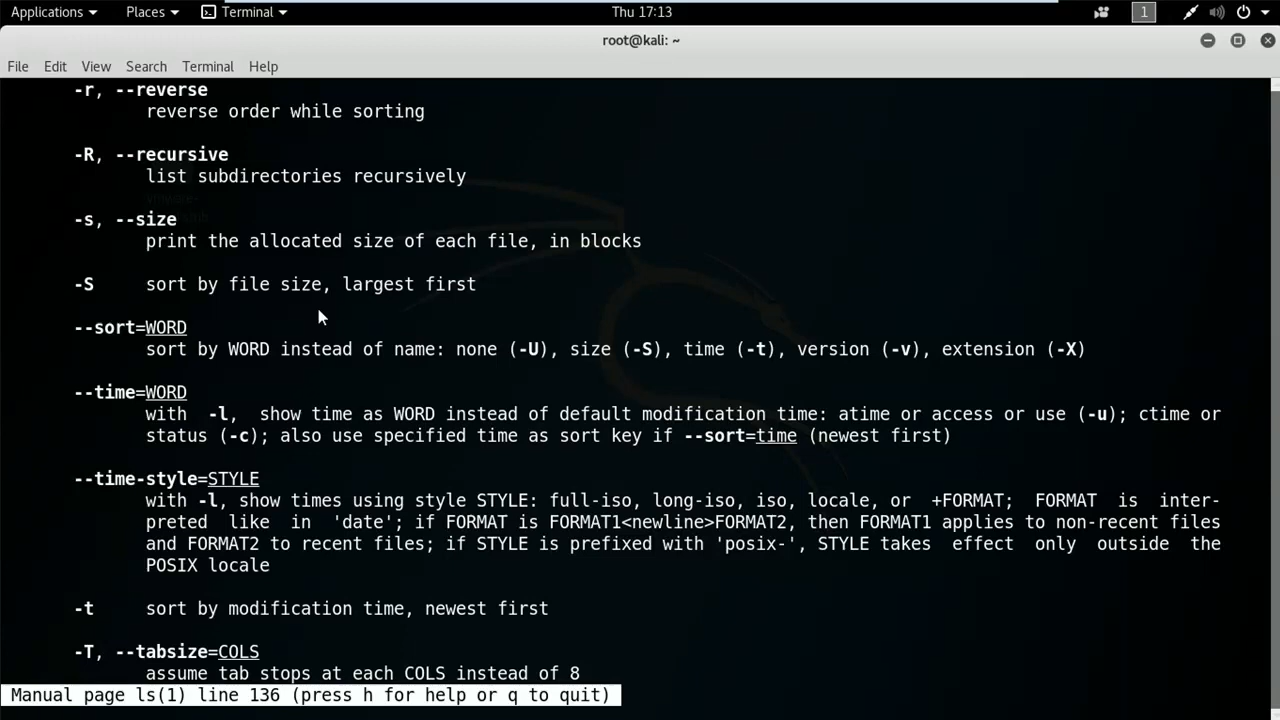 Applications Places Terminal Thu 17:13 1
root@kali: ~
File Edit View Search Terminal Help
-r, --reverse
reverse order while sorting
-R, --recursive
list subdirectories recursively
-s, --size
print the allocated size of each file, in blocks
-S sort by file size, largest first
--sort=WORD
sort by WORD instead of name: none (-U), size (-S), time (-t), version (-v), extension (-X)
--time=WORD
with -l, show time as WORD instead of default modification time: atime or access or use (-u); ctime or
status (-c); also use specified time as sort key if --sort=time (newest first)
--time-style=STYLE
with -l, show times using style STYLE: full-iso, long-iso, iso, locale, or +FORMAT; FORMAT is inter-
preted like in 'date'; if FORMAT is FORMAT1<newline>FORMAT2, then FORMAT1 applies to non-recent files
and FORMAT2 to recent files; if STYLE is prefixed with 'posix-', STYLE takes effect only outside the
POSIX locale
-t sort by modification time, newest first
-T, --tabsize=COLS
assume tab stops at each COLS instead of 8
Manual page ls(1) line 136 (press h for help or q to quit)